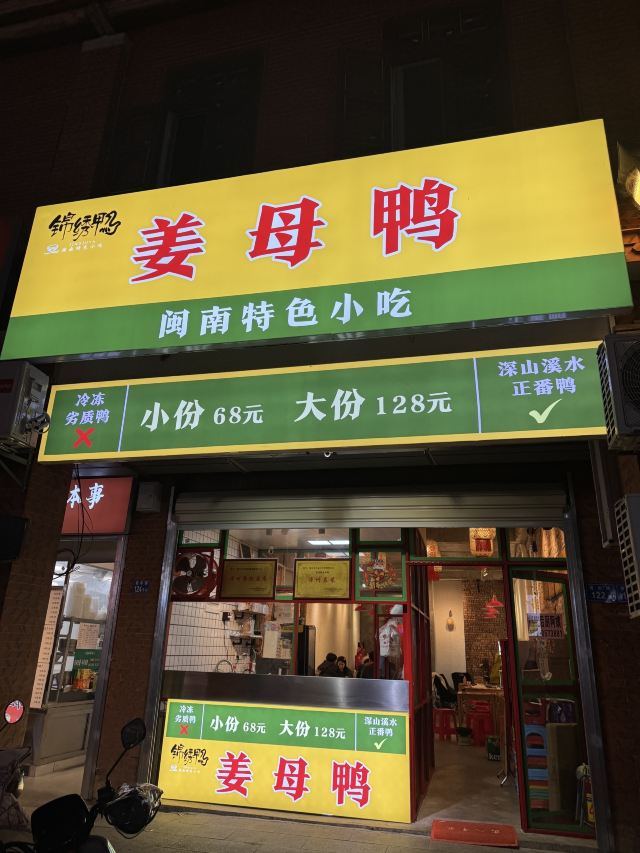 锦绣鸭
姜母鸭
闽南特色小吃
冷冻
劣质鸭
小份 68元 大份 128元
深山溪水
正番鸭
本事
124
122
冷冻
劣质鸭
小份 68元 大份 128元
深山溪水
正番鸭
锦绣鸭
姜母鸭